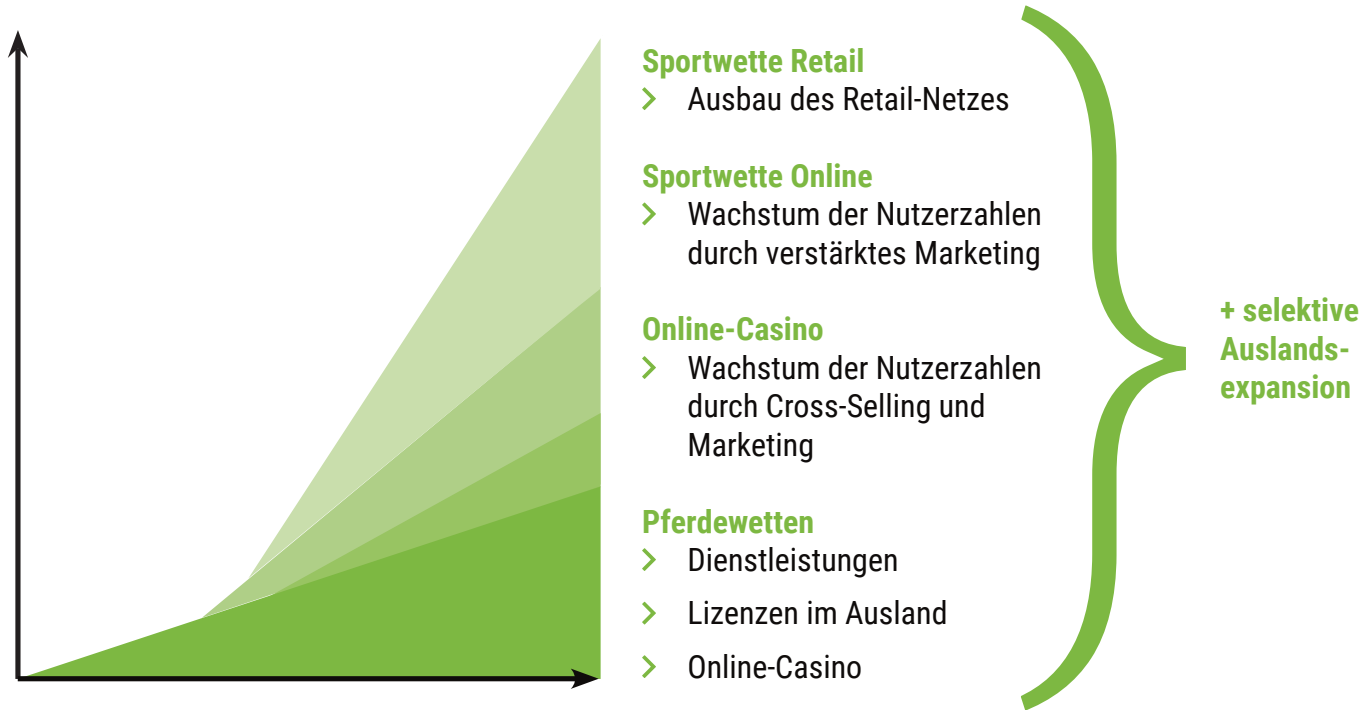 Sportwette Retail
Ausbau des Retail-Netzes
Sportwette Online
Wachstum der Nutzerzahlen
durch verstärktes Marketing
Online-Casino
Wachstum der Nutzerzahlen
durch Cross-Selling und
Marketing
Pferdewetten
Dienstleistungen
Lizenzen im Ausland
Online-Casino
+ selektive
Auslands-
expansion